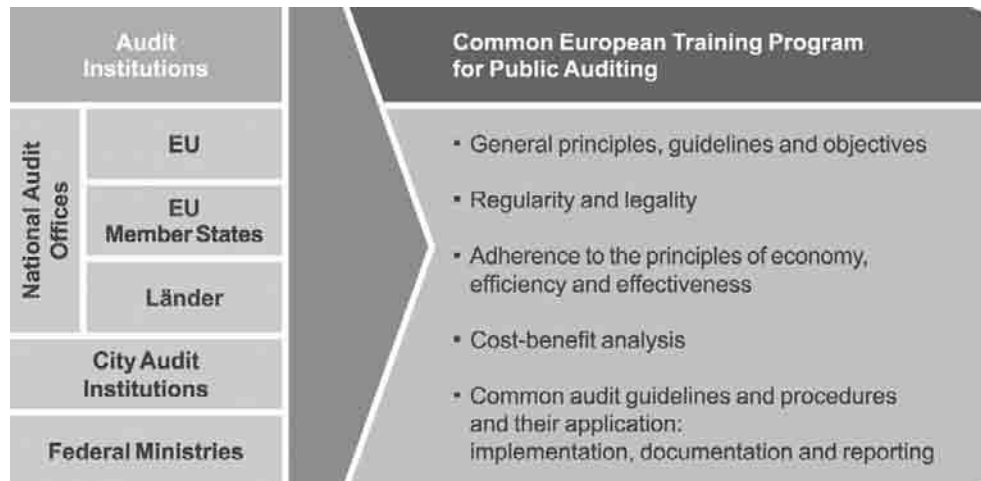 Audit
Institutions
National Audit
Offices
EU
EU
Member States
Länder
City Audit
Institutions
Federal Ministries
Common European Training Program
for Public Auditing
▪ General principles, guidelines and objectives
▪ Regularity and legality
▪ Adherence to the principles of economy,
efficiency and effectiveness
▪ Cost-benefit analysis
▪ Common audit guidelines and procedures
and their application:
implementation, documentation and reporting